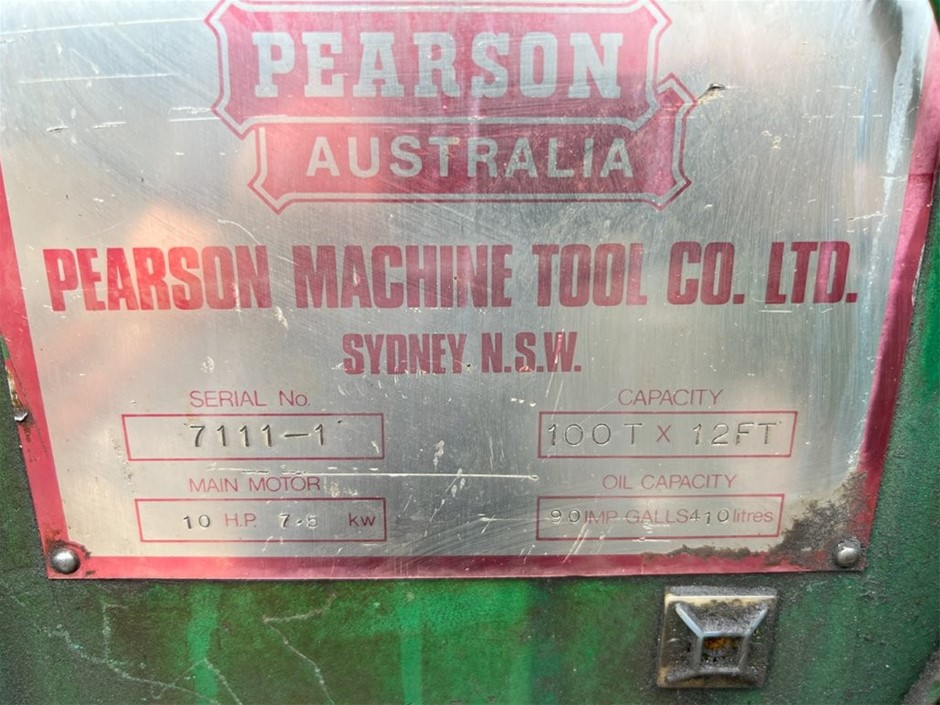 PEARSON
AUSTRALIA
PEARSON MACHINE TOOL CO. LTD.
SYDNEY N.S.W.
SERIAL No. CAPACITY
7111-1 100T X 12FT
MAIN MOTOR OIL CAPACITY
10 H.P. 7.5 kw 90 IMP GALLS 410 litres